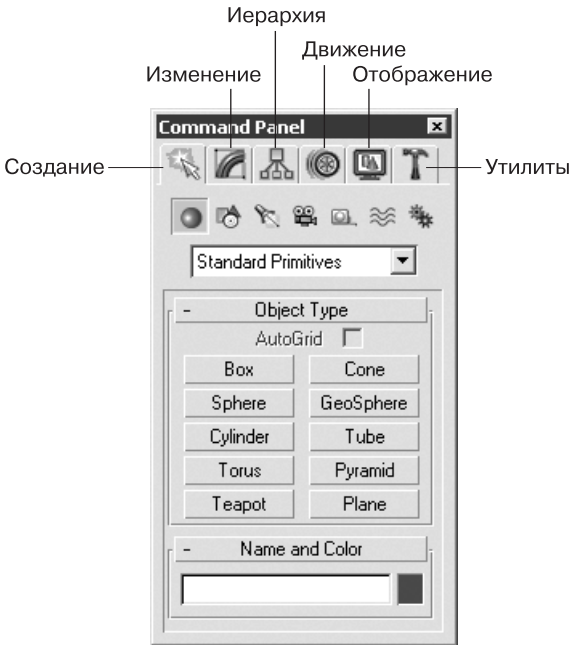 Иерархия
Движение
Изменение
Отображение
Command Panel
Создание
Утилиты
Standard Primitives
- Object Type
AutoGrid
Box Cone
Sphere GeoSphere
Cylinder Tube
Torus Pyramid
Teapot Plane
- Name and Color